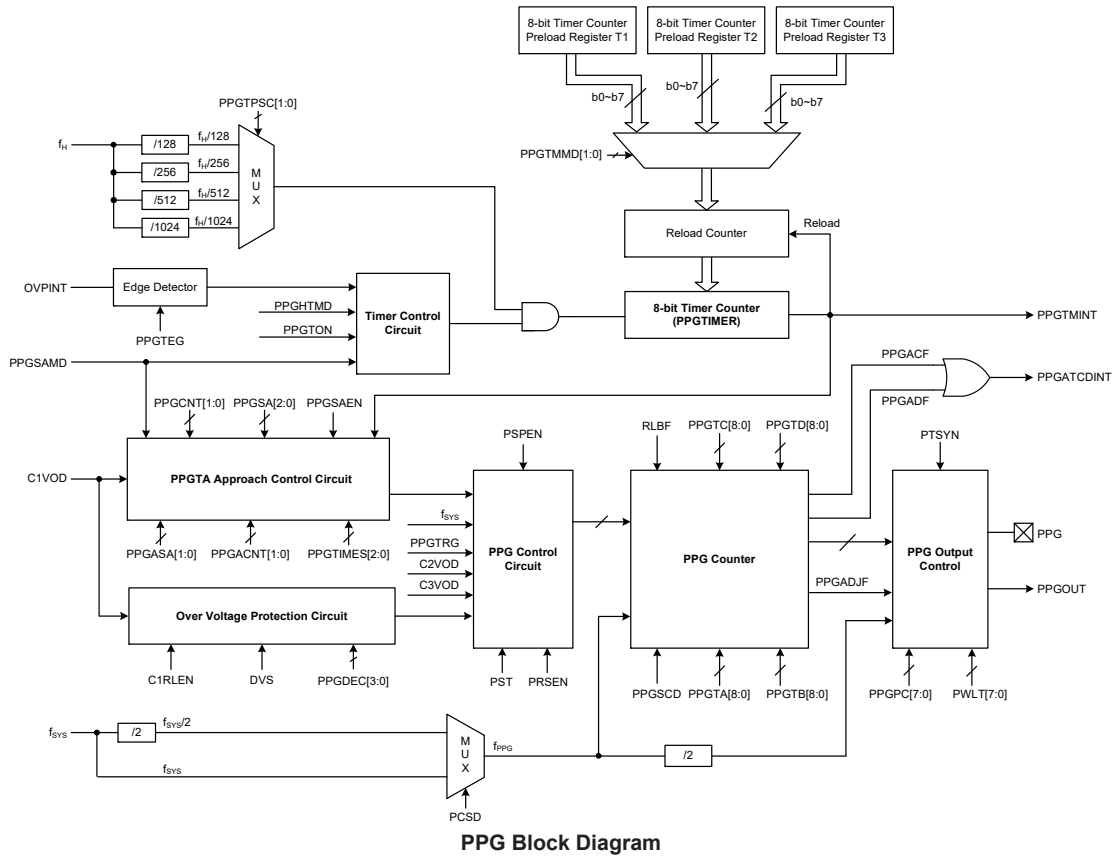 8-bit Timer Counter
Preload Register T1
8-bit Timer Counter
Preload Register T2
8-bit Timer Counter
Preload Register T3
b0~b7
b0~b7
b0~b7
PPGTPSC[1:0]
fH
/128
fH/128
/256
fH/256
/512
fH/512
/1024
fH/1024
M
U
X
PPGTMMD[1:0]
Reload Counter
Reload
OVPINT
Edge Detector
PPGTEG
PPGHTMD
PPGTON
Timer Control
Circuit
8-bit Timer Counter
(PPGTIMER)
PPGTMINT
PPGSAMD
PPGACF
PPGADF
PPGATCDINT
PPGCNT[1:0]
PPGSA[2:0]
PPGSAEN
PSPEN
RLBF
PPGTC[8:0]
PPGTD[8:0]
PTSYN
C1VOD
PPGTA Approach Control Circuit
PPGASA[1:0]
PPGACNT[1:0]
PPGTIMES[2:0]
fSYS
PPGTRG
C2VOD
C3VOD
PPG Control
Circuit
PPG Counter
PPGADJF
PPG Output
Control
PPG
PPGOUT
Over Voltage Protection Circuit
C1RLEN
DVS
PPGDEC[3:0]
PST
PRSEN
PPGSCD
PPGTA[8:0]
PPGTB[8:0]
PPGPC[7:0]
PWLT[7:0]
fSYS
/2
fSYS/2
fSYS
M
U
X
fPPG
/2
PCSD
PPG Block Diagram